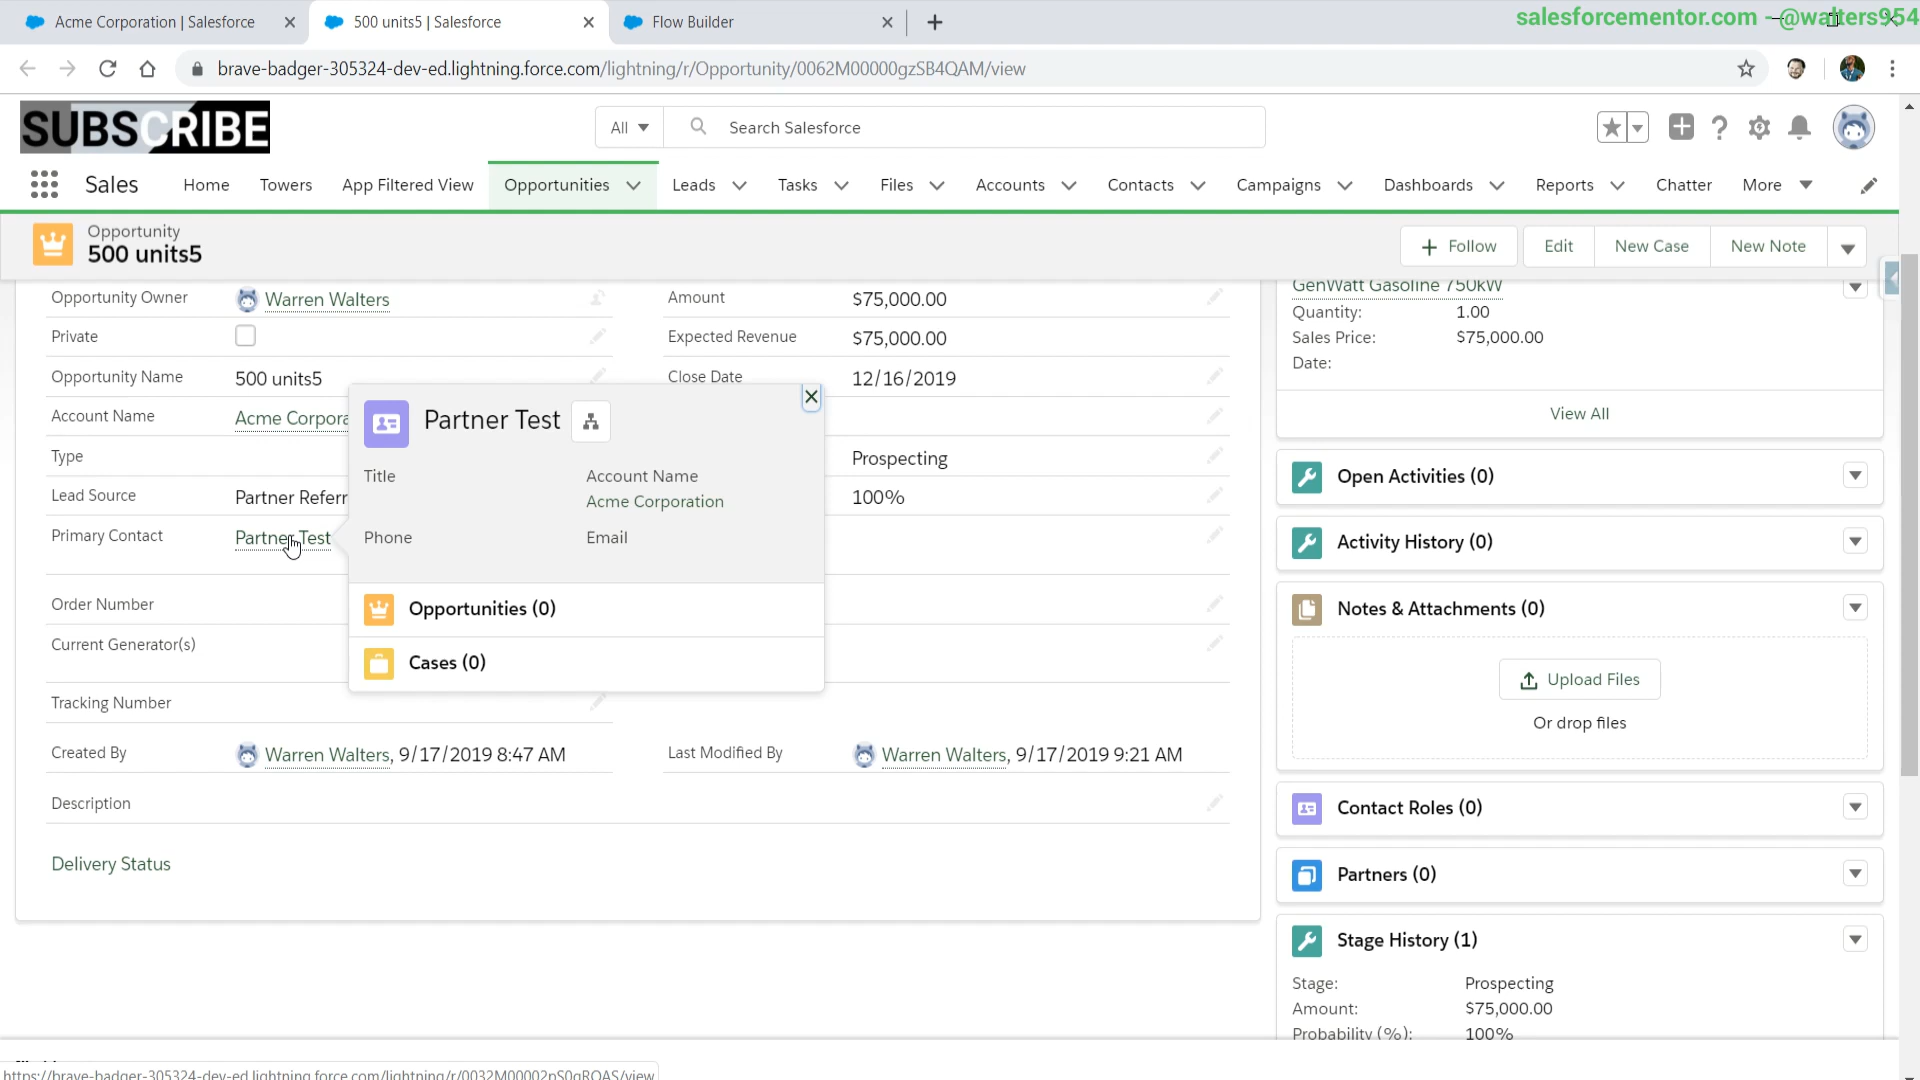 Acme Corporation | Salesforce
500 units5 | Salesforce
Flow Builder
salesforcementor.com - @walters954
brave-badger-305324-dev-ed.lightning.force.com/lightning/r/Opportunity/0062M00000gzSB4QAM/view
SUBSCRIBE
All
Search Salesforce
Sales
Home
Towers
App Filtered View
Opportunities
Leads
Tasks
Files
Accounts
Contacts
Campaigns
Dashboards
Reports
Chatter
More
Opportunity
500 units5
Follow
Edit
New Case
New Note
Opportunity Owner
Warren Walters
Amount
$75,000.00
Private
Expected Revenue
$75,000.00
Opportunity Name
500 units5
Close Date
12/16/2019
Account Name
Acme Corpora
Type
Prospecting
Lead Source
Partner Referr
100%
Primary Contact
Partner Test
Partner Test
Title
Account Name
Acme Corporation
Phone
Email
Opportunities (0)
Cases (0)
Order Number
Current Generator(s)
Tracking Number
Created By
Warren Walters, 9/17/2019 8:47 AM
Last Modified By
Warren Walters, 9/17/2019 9:21 AM
Description
Delivery Status
GenWatt Gasoline 750kW
Quantity:
1.00
Sales Price:
$75,000.00
Date:
View All
Open Activities (0)
Activity History (0)
Notes & Attachments (0)
Upload Files
Or drop files
Contact Roles (0)
Partners (0)
Stage History (1)
Stage:
Prospecting
Amount:
$75,000.00
Probability (%):
100%